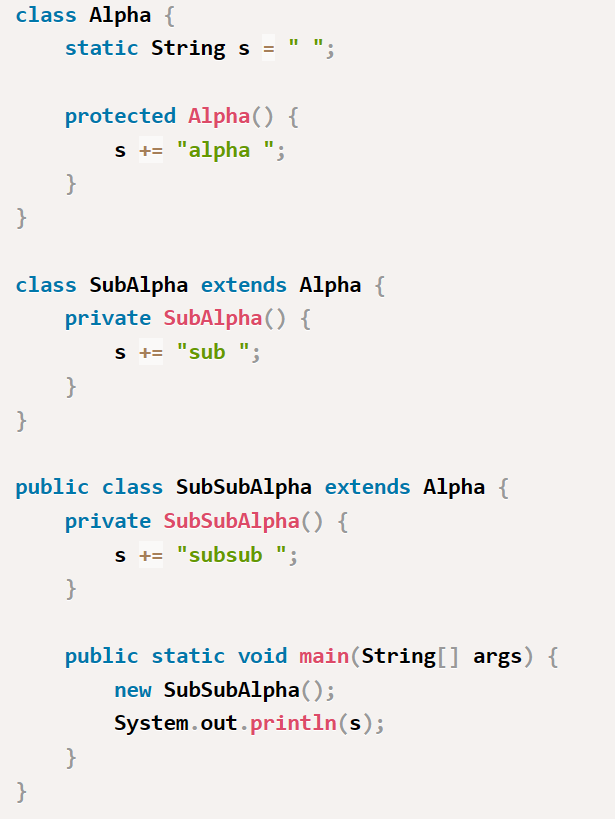 class Alpha {
    static String s = " ";

    protected Alpha() {
        s += "alpha ";
    }
}

class SubAlpha extends Alpha {
    private SubAlpha() {
        s += "sub ";
    }
}

public class SubSubAlpha extends Alpha {
    private SubSubAlpha() {
        s += "subsub ";
    }

    public static void main(String[] args) {
        new SubSubAlpha();
        System.out.println(s);
    }
}